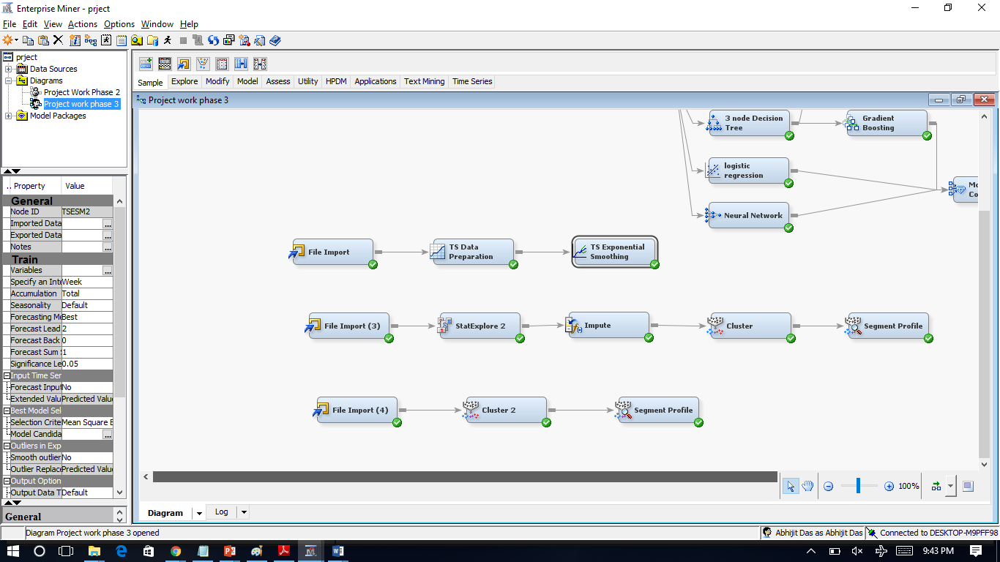 Enterprise Miner - prject
File Edit View Actions Options Window Help
prject
Data Sources
Diagrams
Project Work Phase 2
Project work phase 3
Model Packages
Sample Explore Modify Model Assess Utility HPDM Applications Text Mining Time Series
Project work phase 3
.. Property Value
General
Node ID TSESM2
Imported Data ...
Exported Data ...
Notes ...
Train
Variables ...
Specify an Inte Week
Accumulation Total
Seasonality Default
Forecasting Me Best
Forecast Lead 2
Forecast Back 0
Forecast Sum S 1
Significance Le 0.05
Input Time Ser
Forecast Input No
Extended Valu Predicted Value
Best Model Sel
Selection Crite Mean Square E
Model Candida ...
Outliers in Exp
Smooth outlier No
Outlier Replace Predicted Valu
Output Option
Output Data T Default
General
3 node Decision
Tree
Gradient
Boosting
logistic
regression
Mo
Co
Neural Network
File Import
TS Data
Preparation
TS Exponential
Smoothing
File Import (3)
StatExplore 2
Impute
Cluster
Segment Profile
File Import (4)
Cluster 2
Segment Profile
100%
Diagram Log
Diagram Project work phase 3 opened
Abhijit Das as Abhijit Das
Connected to DESKTOP-M9PFF98
9:43 PM